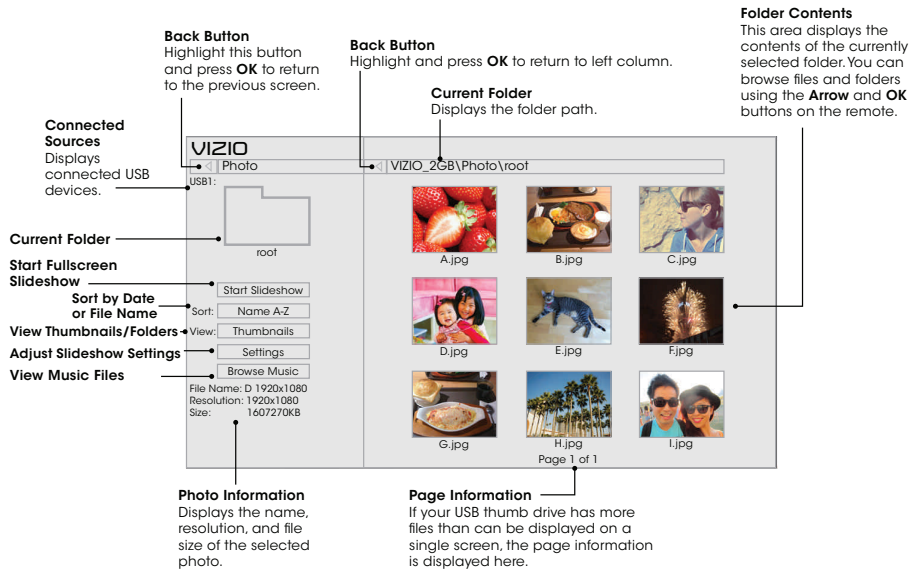 Back Button
Highlight this button
and press OK to return
to the previous screen.
Back Button
Highlight and press OK to return to left column.
Current Folder
Displays the folder path.
Folder Contents
This area displays the
contents of the currently
selected folder. You can
browse files and folders
using the Arrow and OK
buttons on the remote.
Connected
Sources
Displays
connected USB
devices.
Current Folder
Start Fullscreen
Slideshow
Sort by Date
or File Name
View Thumbnails/Folders
Adjust Slideshow Settings
View Music Files
VIZIO
Photo
VIZIO_2GB\Photo\root
USB1:
root
Start Slideshow
Sort: Name A-Z
View: Thumbnails
Settings
Browse Music
File Name: D 1920x1080
Resolution: 1920x1080
Size: 1607270KB
A.jpg
B.jpg
C.jpg
D.jpg
E.jpg
F.jpg
G.jpg
H.jpg
I.jpg
Page 1 of 1
Photo Information
Displays the name,
resolution, and file
size of the selected
photo.
Page Information
If your USB thumb drive has more
files than can be displayed on a
single screen, the page information
is displayed here.